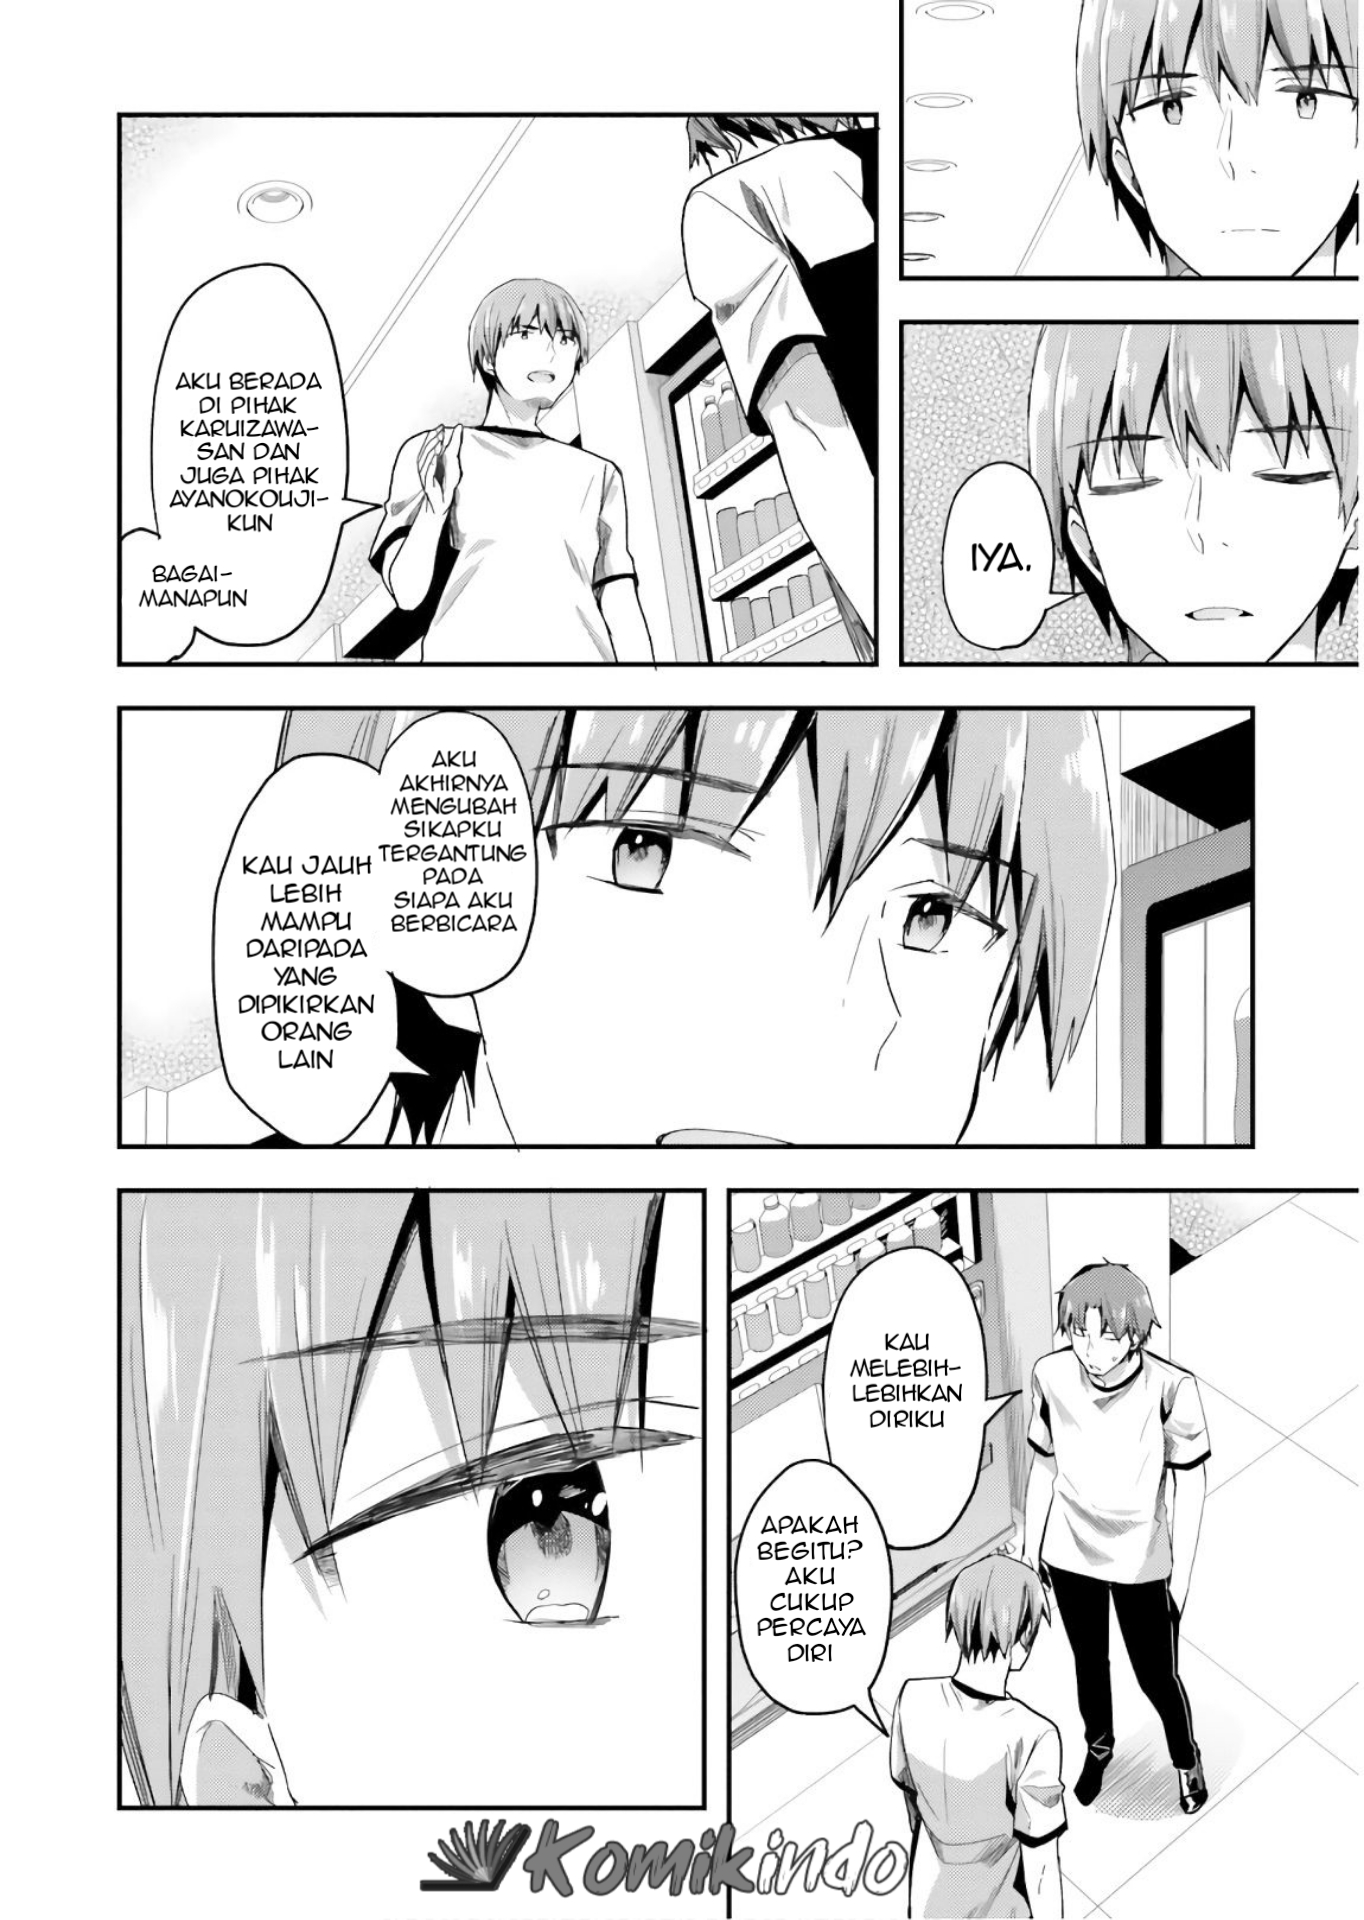 IYA.
AKU BERADA
DI PIHAK
KARUIZAWA-
SAN DAN
JUGA PIHAK
AYANOKOUJI-
KUN
BAGAI-
MANAPUN
AKU
AKHIRNYA
MENGUBAH
SIKAPKU
TERGANTUNG
PADA
SIAPA AKU
BERBICARA
KAU JAUH
LEBIH
MAMPU
DARIPADA
YANG
DIPIKIRKAN
ORANG
LAIN
KAU
MELEBIH-
LEBIHKAN
DIRIKU
APAKAH
BEGITU?
AKU
CUKUP
PERCAYA
DIRI
Komikindo